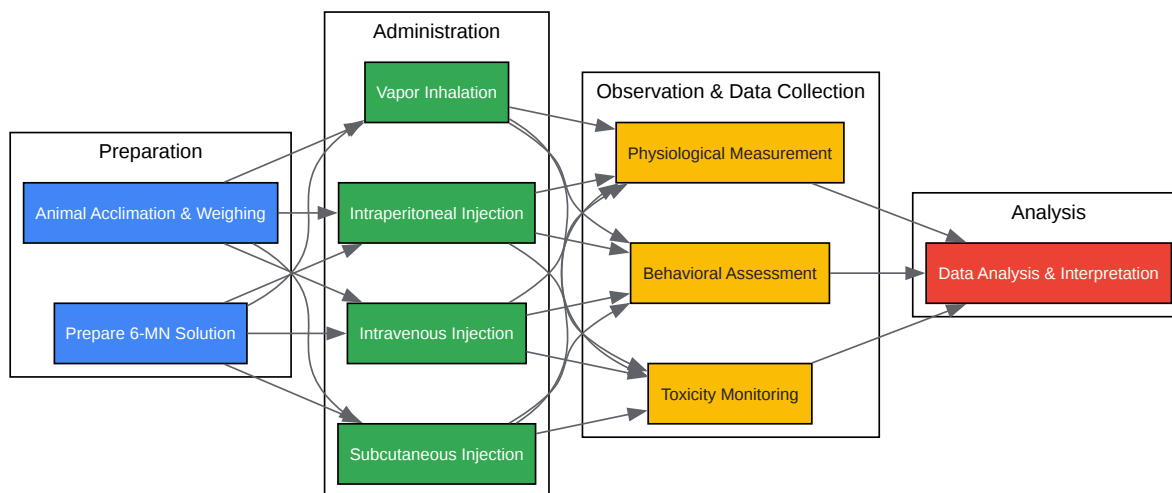 Preparation
Animal Acclimation & Weighing
Prepare 6-MN Solution
Administration
Vapor Inhalation
Intraperitoneal Injection
Intravenous Injection
Subcutaneous Injection
Observation & Data Collection
Physiological Measurement
Behavioral Assessment
Toxicity Monitoring
Analysis
Data Analysis & Interpretation